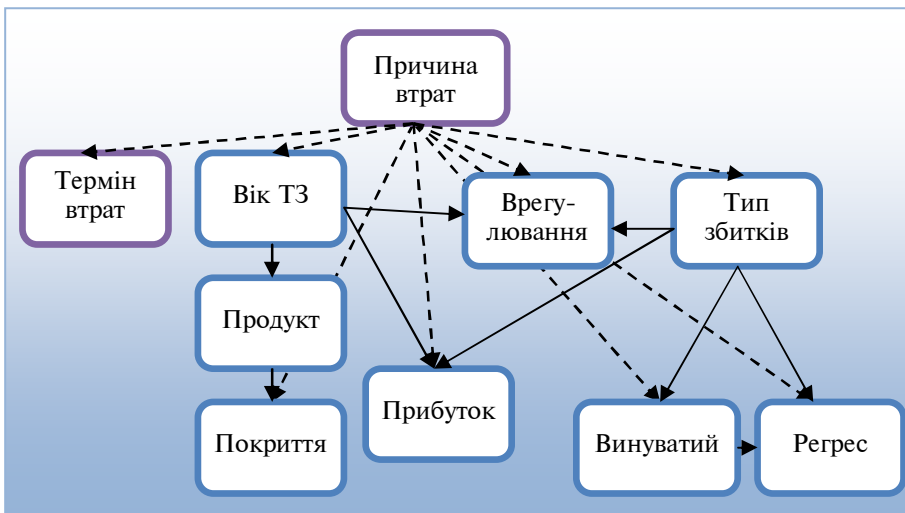 Причина
втрат
Термін
втрат
Вік ТЗ
Врегу-
лювання
Тип
збитків
Продукт
Прибуток
Покриття
Винуватий
Регрес